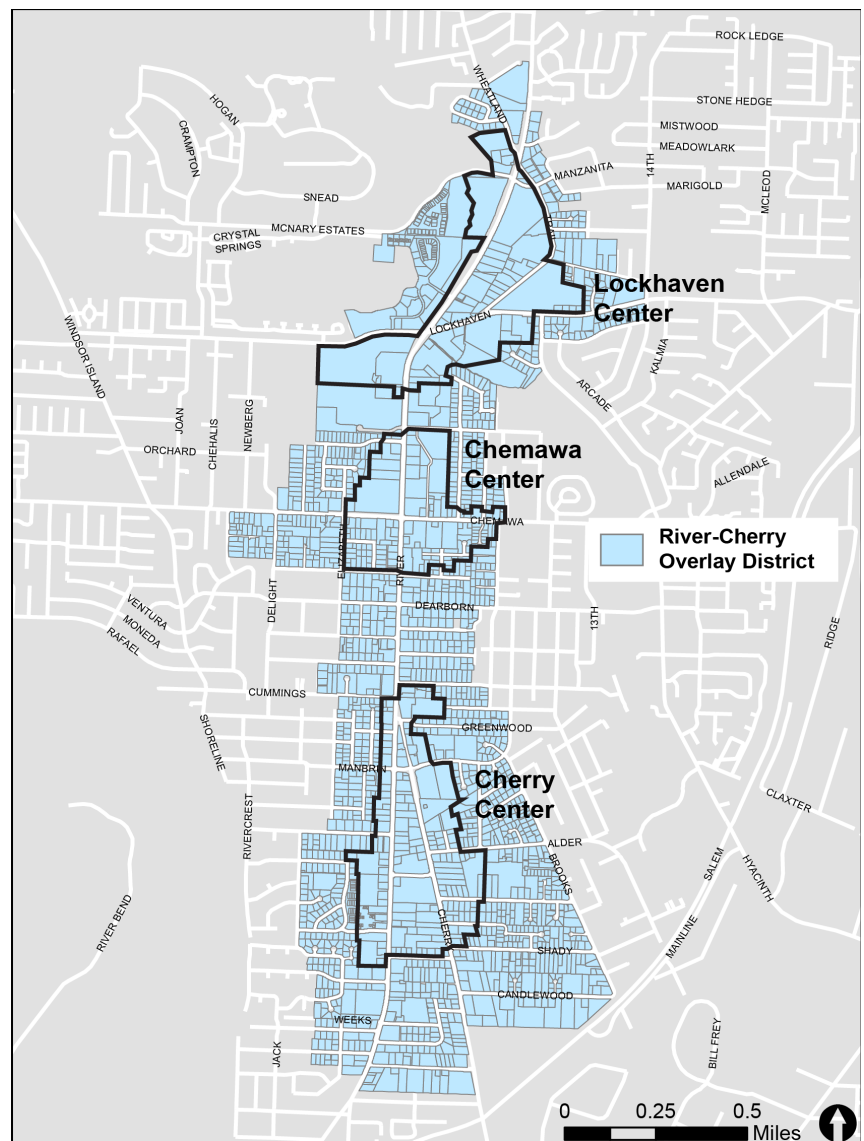 ROCK LEDGE
WHEATLAND
HOGAN
STONE HEDGE
CRAMPTON
MISTWOOD
MEADOWLARK
14TH
MANZANITA
MARIGOLD
MCLEOD
SNEAD
TRAIL
MCNARY ESTATES
CRYSTAL
SPRINGS
Lockhaven
Center
LOCKHAVEN
WINDSOR ISLAND
KALMIA
ARCADE
JOAN
CHEHALIS
NEWBERG
ORCHARD
Chemawa
Center
ALLENDALE
CHEMAWA
River-Cherry
Overlay District
ELIZABETH
RIVER
DELIGHT
DEARBORN
VENTURA
MONEDA
RAFAEL
13TH
RIDGE
CUMMINGS
GREENWOOD
SHORELINE
MANBRIN
Cherry
Center
CLAXTER
RIVERCREST
ALDER
BROOKS
SALEM
HYACINTH
RIVER BEND
CHERRY
MAINLINE
SHADY
CANDLEWOOD
WEEKS
JACK
BILL FREY
0 0.25 0.5
Miles